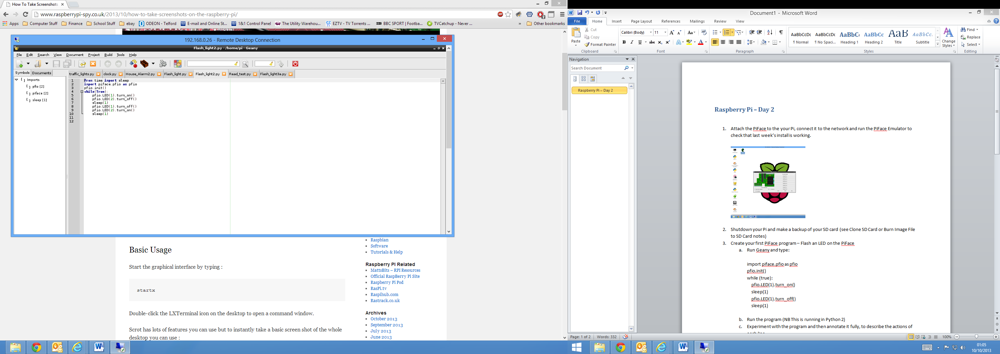 How To Take Screenshots
www.raspberrypi-spy.co.uk/2013/10/how-to-take-screenshots-on-the-raspberry-pi/
Apps Computer Stuff Finance School Stuff ebay ODEON - Telford E-mail and Online St... 1&1 Control Panel The Utility Warehou... EZTV - TV Torrents ... BBC SPORT | Footba... TVCatchup - Never ... » Other bookmarks
192.168.0.26 - Remote Desktop Connection
Flash_light2.py - /home/pi - Geany
File Edit Search View Document Project Build Tools Help
Symbols Documents
traffic_lights.py clock.py House_Alarm2.py Flash_light.py Flash_light2.py Read_test.py Flash_light3a.py
Imports
pfio [2]
piface [2]
sleep [1]
1 from time import sleep
2 import piface.pfio as pfio
3 pfio.init()
4 while(True):
5 pfio.LED(1).turn_on()
6 pfio.LED(2).turn_off()
7 sleep(1)
8 pfio.LED(1).turn_off()
9 pfio.LED(2).turn_on()
10 sleep(1)
11
12
Basic Usage
Start the graphical interface by typing :
startx
Double-click the LXTerminal icon on the desktop to open a command window.
Scrot has lots of features you can use but to instantly take a basic screen shot of the whole
desktop you can use :
Raspbian
Software
Tutorials & Help
Raspberry PI Related
MattsBits – RPI Resources
Official RaspBerry Pi Site
Raspberry Pi Pod
RasPi.tv
Raspihub.com
Rastrack.co.uk
Archives
October 2013
September 2013
July 2013
June 2013
Document1 - Microsoft Word
File Home Insert Page Layout References Mailings Review View
Paste
Cut
Copy
Format Painter
Clipboard
Calibri (Body) 11
Font
Paragraph
AaBbCcDc AaBbCcDc AaBbC AaBbCc AaB AaBbCc.
¶ Normal ¶ No Spaci... Heading 1 Heading 2 Title Subtitle
Change
Styles
Styles
Find
Replace
Select
Editing
Navigation
Search Document
Raspberry Pi – Day 2
Raspberry Pi – Day 2
1. Attach the PiFace to the your Pi, connect it to the network and run the PiFace Emulator to
check that last week's install is working.
2. Shutdown your Pi and make a backup of your SD card (see Clone SD Card or Burn Image File
to SD Card notes)
3. Create your first PiFace program – Flash an LED on the PiFace
a. Run Geany and type:
import piface.pfio as pfio
pfio.init()
while (true):
pfio.LED(1).turn_on()
sleep(1)
pfio.LED(1).turn_off()
sleep(1)
b. Run the program (NB This is running in Python 2)
c. Experiment with the program and then annotate it fully, to describe the actions of
each line
Page: 1 of 2 Words: 332
100%
01:05
10/10/2013